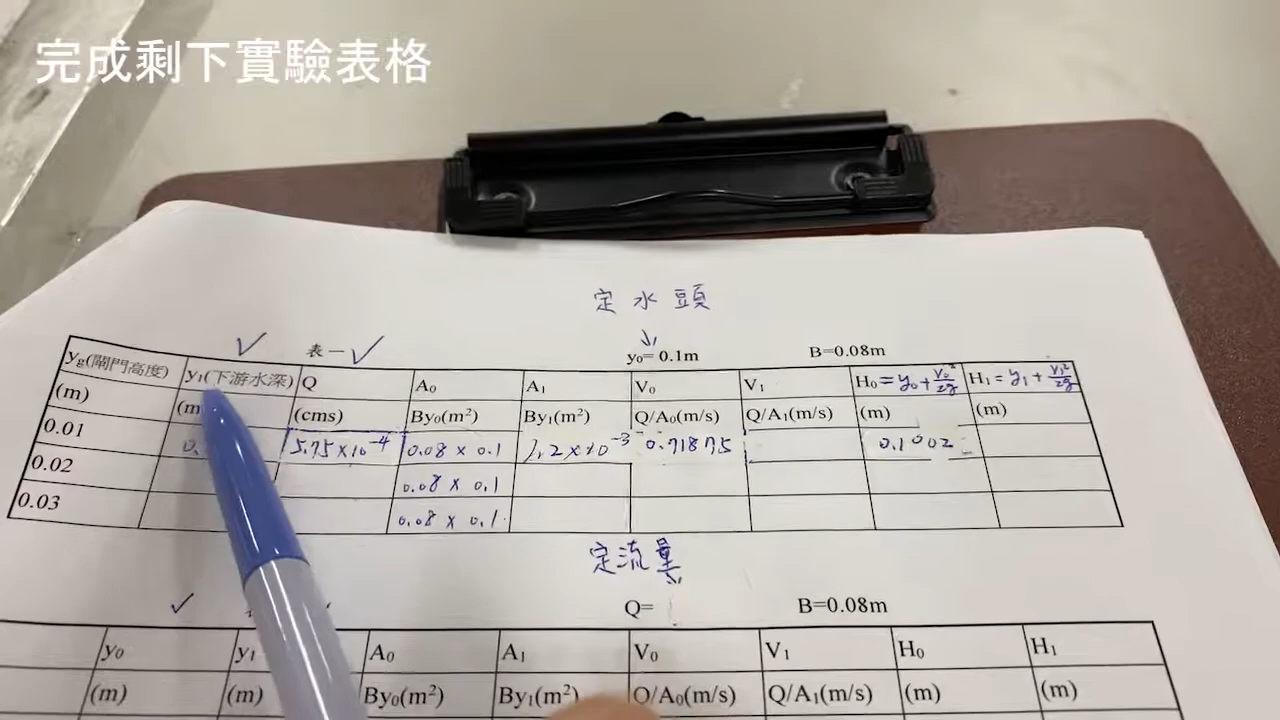 完成剩下實驗表格
定水頭
表一 y₀= 0.1m B=0.08m
yg(閘門高度) y₁(下游水深) Q A₀ A₁ V₀ V₁ H₀=y₀+V₀²/2g H₁=y₁+V₁²/2g
(m) (m (cms) By₀(m²) By₁(m²) Q/A₀(m/s) Q/A₁(m/s) (m) (m)
0.01 0. 5.75×10⁻⁴ 0.08 × 0.1 0.71875 0.1002
0.02 0.08 × 0.1
0.03 0.08 × 0.1
定流量
Q= B=0.08m
y₀ y₁ A₀ A₁ V₀ V₁ H₀ H₁
(m) (m) By₀(m²) By₁(m²) Q/A₀(m/s) Q/A₁(m/s) (m) (m)